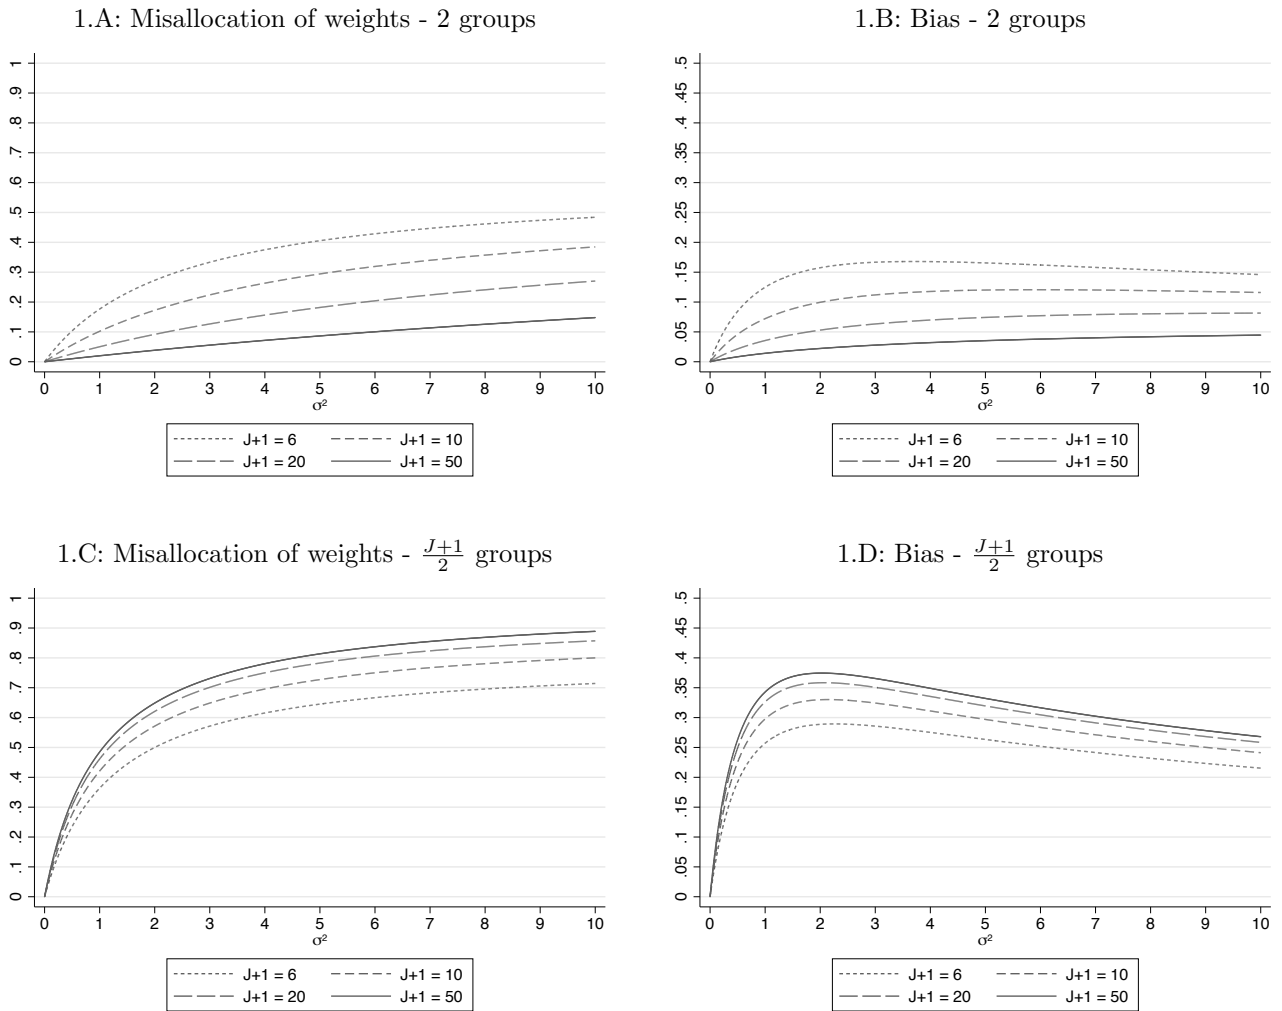 1.A: Misallocation of weights - 2 groups
1
.9
.8
.7
.6
.5
.4
.3
.2
.1
0
0 1 2 3 4 5 6 7 8 9 10
σ²
J+1 = 6 J+1 = 10
J+1 = 20 J+1 = 50
1.B: Bias - 2 groups
.5
.45
.4
.35
.3
.25
.2
.15
.1
.05
0
0 1 2 3 4 5 6 7 8 9 10
σ²
J+1 = 6 J+1 = 10
J+1 = 20 J+1 = 50
1.C: Misallocation of weights - \frac{J+1}{2} groups
1
.9
.8
.7
.6
.5
.4
.3
.2
.1
0
0 1 2 3 4 5 6 7 8 9 10
σ²
J+1 = 6 J+1 = 10
J+1 = 20 J+1 = 50
1.D: Bias - \frac{J+1}{2} groups
.5
.45
.4
.35
.3
.25
.2
.15
.1
.05
0
0 1 2 3 4 5 6 7 8 9 10
σ²
J+1 = 6 J+1 = 10
J+1 = 20 J+1 = 50